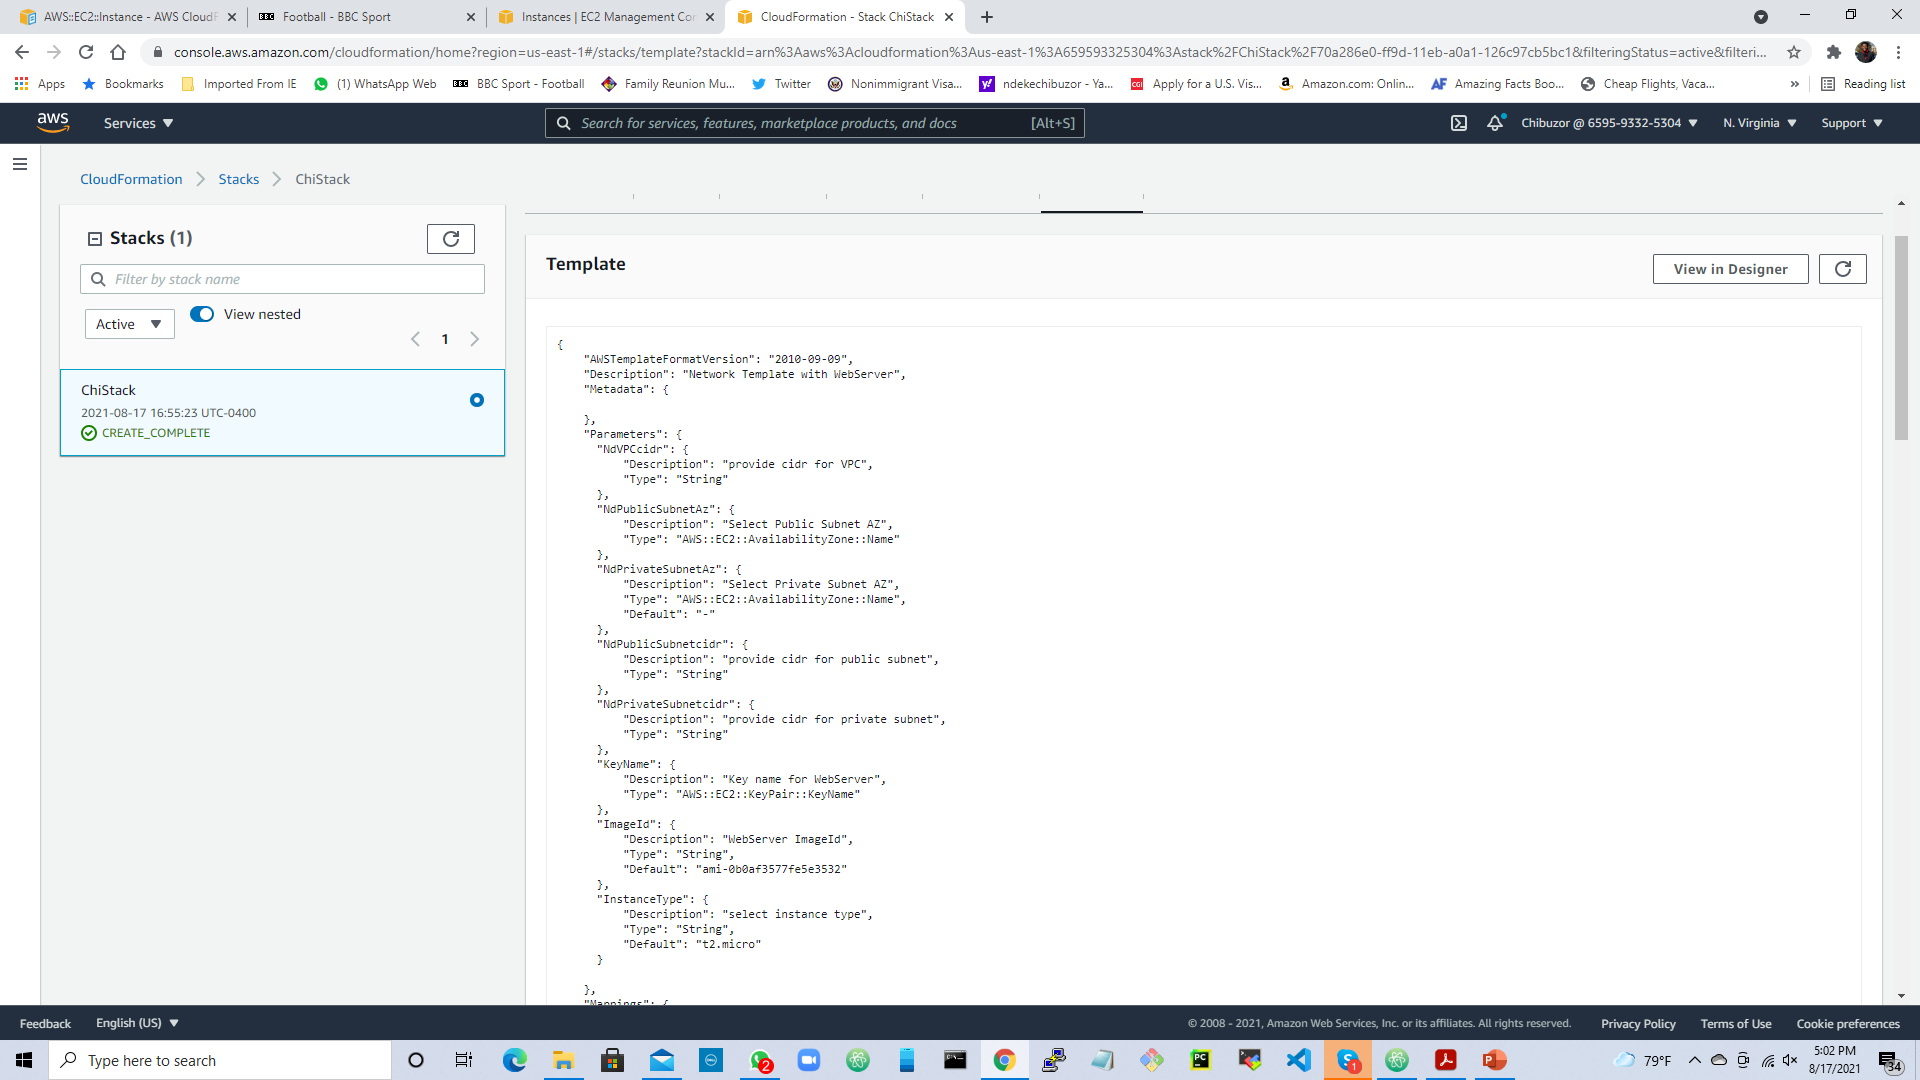 AWS::EC2::Instance - AWS CloudF
Football - BBC Sport
Instances | EC2 Management Con
CloudFormation - Stack ChiStack
console.aws.amazon.com/cloudformation/home?region=us-east-1#/stacks/template?stackId=arn%3Aaws%3Acloudformation%3Aus-east-1%3A659593325304%3Astack%2FChiStack%2F70a286e0-ff9d-11eb-a0a1-126c97cb5bc1&filteringStatus=active&filteri...
Apps
Bookmarks
Imported From IE
(1) WhatsApp Web
BBC Sport - Football
Family Reunion Mu...
Twitter
Nonimmigrant Visa...
ndekechibuzor - Ya...
Apply for a U.S. Vis...
Amazon.com: Onlin...
Amazing Facts Boo...
Cheap Flights, Vaca...
»
Reading list
aws
Services
Search for services, features, marketplace products, and docs
[Alt+S]
Chibuzor @ 6595-9332-5304
N. Virginia
Support
CloudFormation
Stacks
ChiStack
Stacks (1)
Filter by stack name
Active
View nested
1
ChiStack
2021-08-17 16:55:23 UTC-0400
CREATE_COMPLETE
Template
View in Designer
{
"AWSTemplateFormatVersion": "2010-09-09",
"Description": "Network Template with WebServer",
"Metadata": {
},
"Parameters": {
"NdVPCcidr": {
"Description": "provide cidr for VPC",
"Type": "String"
},
"NdPublicSubnetAz": {
"Description": "Select Public Subnet AZ",
"Type": "AWS::EC2::AvailabilityZone::Name"
},
"NdPrivateSubnetAz": {
"Description": "Select Private Subnet AZ",
"Type": "AWS::EC2::AvailabilityZone::Name",
"Default": "-"
},
"NdPublicSubnetcidr": {
"Description": "provide cidr for public subnet",
"Type": "String"
},
"NdPrivateSubnetcidr": {
"Description": "provide cidr for private subnet",
"Type": "String"
},
"KeyName": {
"Description": "Key name for WebServer",
"Type": "AWS::EC2::KeyPair::KeyName"
},
"ImageId": {
"Description": "WebServer ImageId",
"Type": "String",
"Default": "ami-0b0af3577fe5e3532"
},
"InstanceType": {
"Description": "select instance type",
"Type": "String",
"Default": "t2.micro"
}
},
"Mappings": {
Feedback
English (US)
© 2008 - 2021, Amazon Web Services, Inc. or its affiliates. All rights reserved.
Privacy Policy
Terms of Use
Cookie preferences
Type here to search
2
1
79°F
5:02 PM
8/17/2021
34